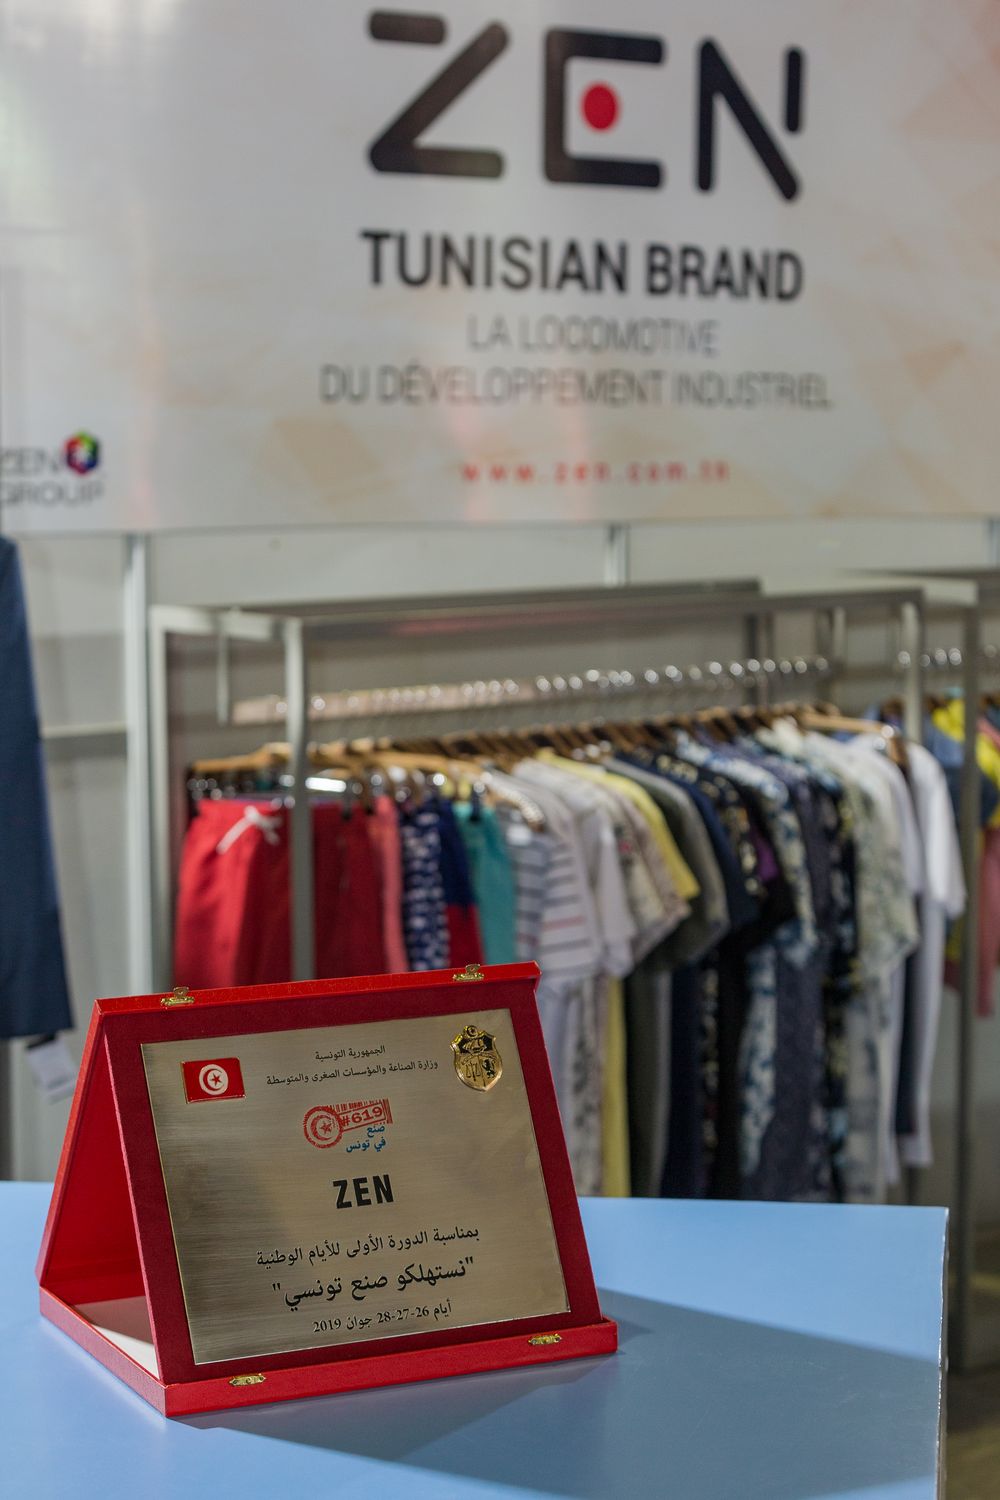 ZEN
TUNISIAN BRAND
LA LOCOMOTIVE
DU DÉVELOPPEMENT INDUSTRIEL
www.zen.com.tn
ZEN
GROUP
الجمهورية التونسية
وزارة الصناعة والمؤسسات الصغرى والمتوسطة
#619
صنع
في تونس
ZEN
بمناسبة الدورة الأولى للأيام الوطنية
"نستهلكو صنع تونسي"
أيام 26-27-28 جوان 2019